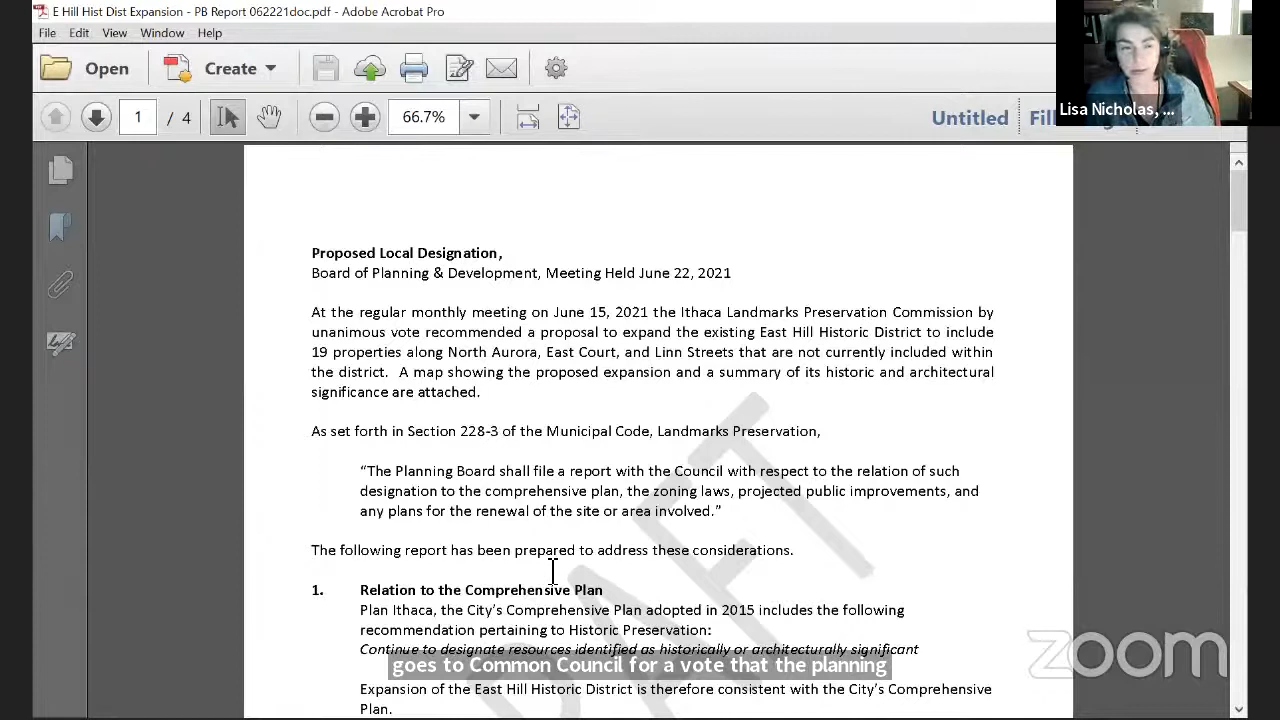 E Hill Hist Dist Expansion - PB Report 062221doc.pdf - Adobe Acrobat Pro
File Edit View Window Help
Open Create
1 / 4 66.7% Untitled Fill
Lisa Nicholas, ...
Proposed Local Designation,
Board of Planning & Development, Meeting Held June 22, 2021
At the regular monthly meeting on June 15, 2021 the Ithaca Landmarks Preservation Commission by
unanimous vote recommended a proposal to expand the existing East Hill Historic District to include
19 properties along North Aurora, East Court, and Linn Streets that are not currently included within
the district. A map showing the proposed expansion and a summary of its historic and architectural
significance are attached.
As set forth in Section 228-3 of the Municipal Code, Landmarks Preservation,
“The Planning Board shall file a report with the Council with respect to the relation of such
designation to the comprehensive plan, the zoning laws, projected public improvements, and
any plans for the renewal of the site or area involved.”
The following report has been prepared to address these considerations.
1. Relation to the Comprehensive Plan
Plan Ithaca, the City’s Comprehensive Plan adopted in 2015 includes the following
recommendation pertaining to Historic Preservation:
Continue to designate resources identified as historically or architecturally significant
goes to Common Council for a vote that the planning
Expansion of the East Hill Historic District is therefore consistent with the City’s Comprehensive
Plan.
DRAFT
zoom